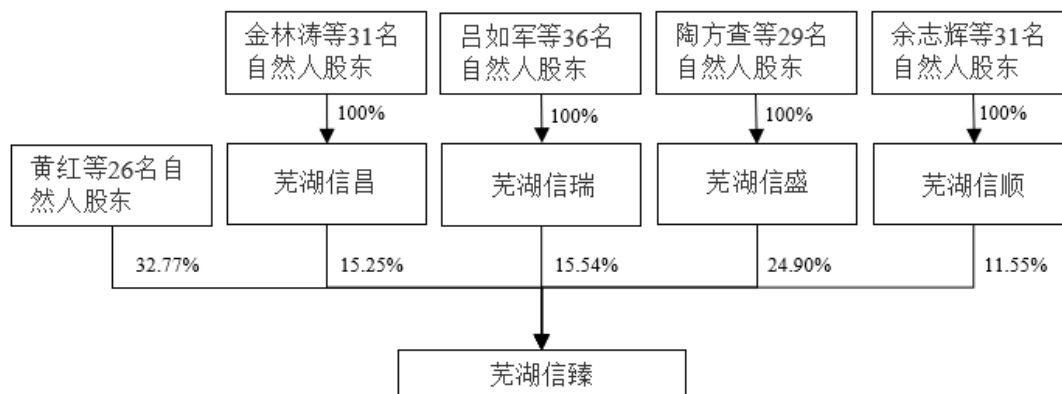 金林涛等31名
自然人股东
吕如军等36名
自然人股东
陶方查等29名
自然人股东
余志辉等31名
自然人股东
100%
100%
100%
100%
黄红等26名自
然人股东
芜湖信昌
芜湖信瑞
芜湖信盛
芜湖信顺
32.77%
15.25%
15.54%
24.90%
11.55%
芜湖信臻